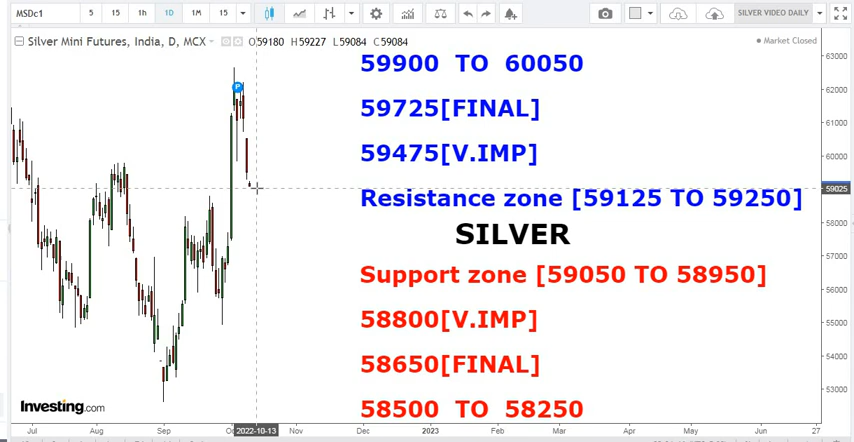 MSDc1 5 15 1h 1D 1M 15 SILVER VIDEO DAILY
Silver Mini Futures, India, D, MCX O59180 H59227 L59084 C59084
Market Closed
59900 TO 60050
59725[FINAL]
59475[V.IMP]
Resistance zone [59125 TO 59250]
SILVER
Support zone [59050 TO 58950]
58800[V.IMP]
58650[FINAL]
58500 TO 58250
63000
62000
61000
60000
59025
58000
57000
56000
55000
54000
53000
Investing.com
Jul Aug Sep O 2022-10-13 Nov Dec 2023 Feb Mar Apr May Jun 27